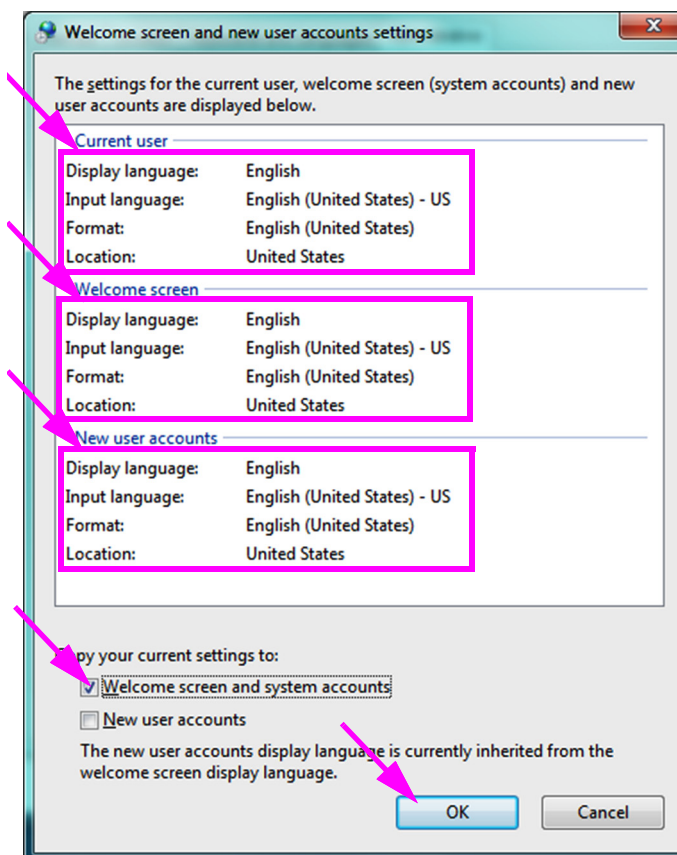 Welcome screen and new user accounts settings
The settings for the current user, welcome screen (system accounts) and new
user accounts are displayed below.
Current user
Display language: English
Input language: English (United States) - US
Format: English (United States)
Location: United States
Welcome screen
Display language: English
Input language: English (United States) - US
Format: English (United States)
Location: United States
New user accounts
Display language: English
Input language: English (United States) - US
Format: English (United States)
Location: United States
Copy your current settings to:
Welcome screen and system accounts
New user accounts
The new user accounts display language is currently inherited from the
welcome screen display language.
OK Cancel